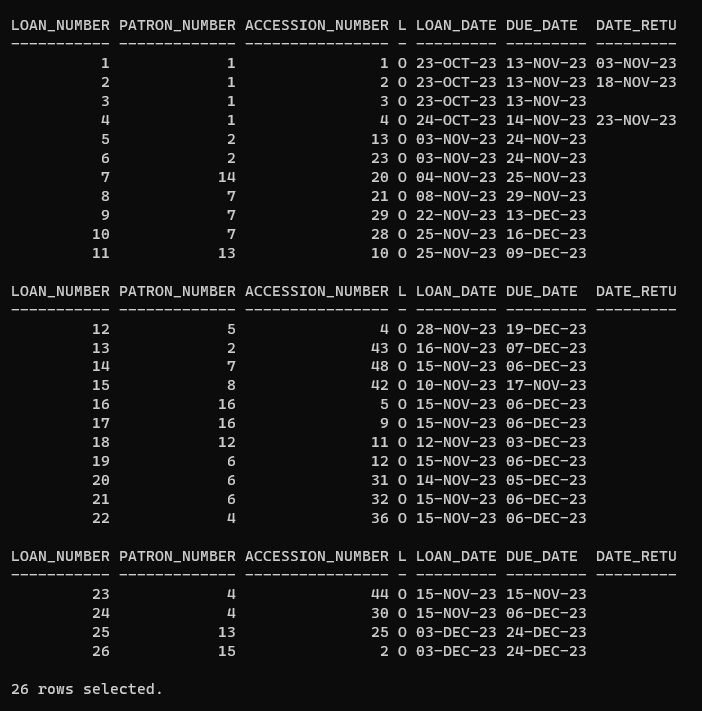 LOAN_NUMBER PATRON_NUMBER ACCESSION_NUMBER L LOAN_DATE DUE_DATE  DATE_RETU
----------- ------------- ---------------- - --------- --------- ---------
          1             1                1 O 23-OCT-23 13-NOV-23 03-NOV-23
          2             1                2 O 23-OCT-23 13-NOV-23 18-NOV-23
          3             1                3 O 23-OCT-23 13-NOV-23
          4             1                4 O 24-OCT-23 14-NOV-23 23-NOV-23
          5             2               13 O 03-NOV-23 24-NOV-23
          6             2               23 O 03-NOV-23 24-NOV-23
          7            14               20 O 04-NOV-23 25-NOV-23
          8             7               21 O 08-NOV-23 29-NOV-23
          9             7               29 O 22-NOV-23 13-DEC-23
         10             7               28 O 25-NOV-23 16-DEC-23
         11            13               10 O 25-NOV-23 09-DEC-23

LOAN_NUMBER PATRON_NUMBER ACCESSION_NUMBER L LOAN_DATE DUE_DATE  DATE_RETU
----------- ------------- ---------------- - --------- --------- ---------
         12             5                4 O 28-NOV-23 19-DEC-23
         13             2               43 O 16-NOV-23 07-DEC-23
         14             7               48 O 15-NOV-23 06-DEC-23
         15             8               42 O 10-NOV-23 17-NOV-23
         16            16                5 O 15-NOV-23 06-DEC-23
         17            16                9 O 15-NOV-23 06-DEC-23
         18            12               11 O 12-NOV-23 03-DEC-23
         19             6               12 O 15-NOV-23 06-DEC-23
         20             6               31 O 14-NOV-23 05-DEC-23
         21             6               32 O 15-NOV-23 06-DEC-23
         22             4               36 O 15-NOV-23 06-DEC-23

LOAN_NUMBER PATRON_NUMBER ACCESSION_NUMBER L LOAN_DATE DUE_DATE  DATE_RETU
----------- ------------- ---------------- - --------- --------- ---------
         23             4               44 O 15-NOV-23 15-NOV-23
         24             4               30 O 15-NOV-23 06-DEC-23
         25            13               25 O 03-DEC-23 24-DEC-23
         26            15                2 O 03-DEC-23 24-DEC-23

26 rows selected.